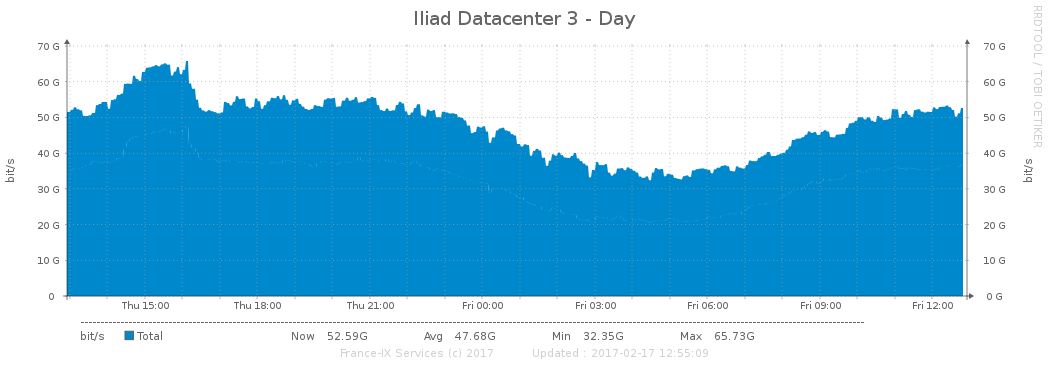 Iliad Datacenter 3 - Day
RRDTOOL / TOBI OETIKER
bit/s
bit/s
70 G 70 G
60 G 60 G
50 G 50 G
40 G 40 G
30 G 30 G
20 G 20 G
10 G 10 G
0 0 G
Thu 15:00 Thu 18:00 Thu 21:00 Fri 00:00 Fri 03:00 Fri 06:00 Fri 09:00 Fri 12:00
bit/s Total Now 52.59G Avg 47.68G Min 32.35G Max 65.73G
France-IX Services (c) 2017 Updated : 2017-02-17 12:55:09